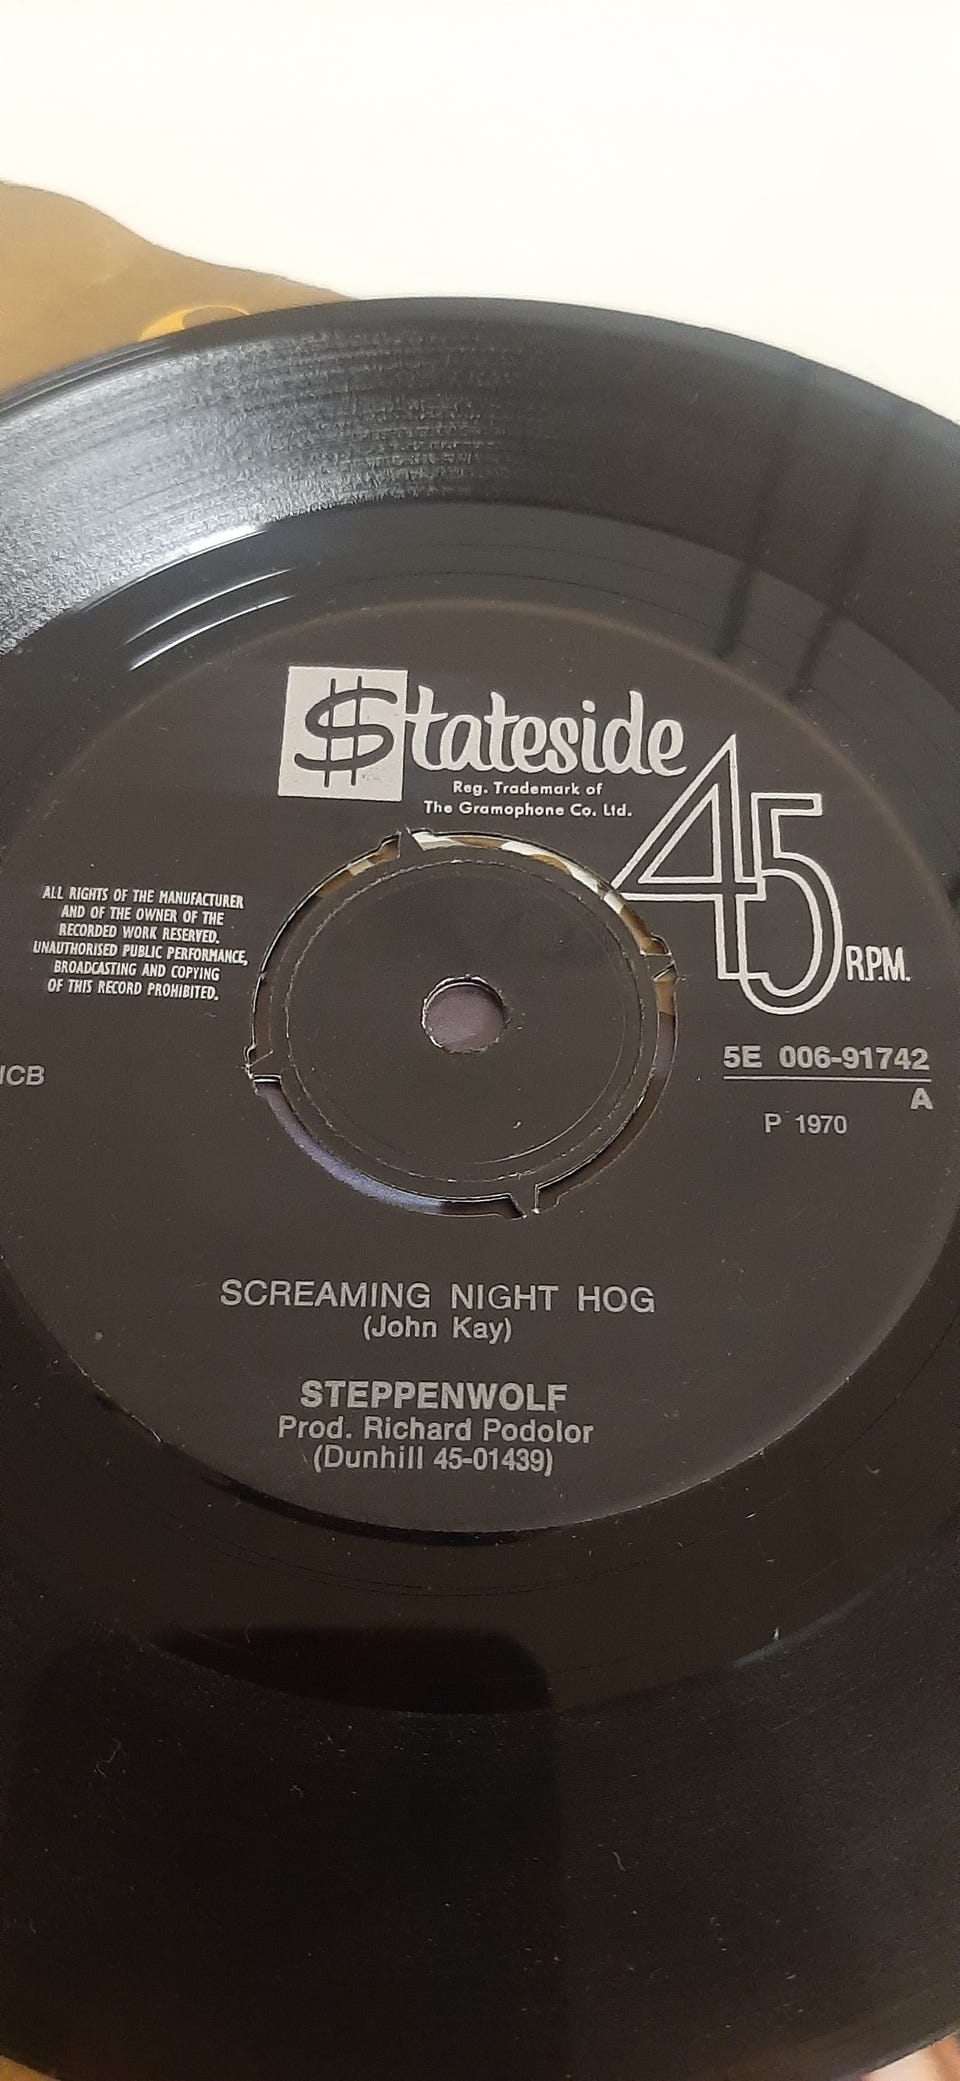 $tateside
Reg. Trademark of
The Gramophone Co. Ltd.
45 R.P.M.
ALL RIGHTS OF THE MANUFACTURER
AND OF THE OWNER OF THE
RECORDED WORK RESERVED.
UNAUTHORISED PUBLIC PERFORMANCE,
BROADCASTING AND COPYING
OF THIS RECORD PROHIBITED.
5E 006-91742
A
P 1970
SCREAMING NIGHT HOG
(John Kay)
STEPPENWOLF
Prod. Richard Podolor
(Dunhill 45-01439)